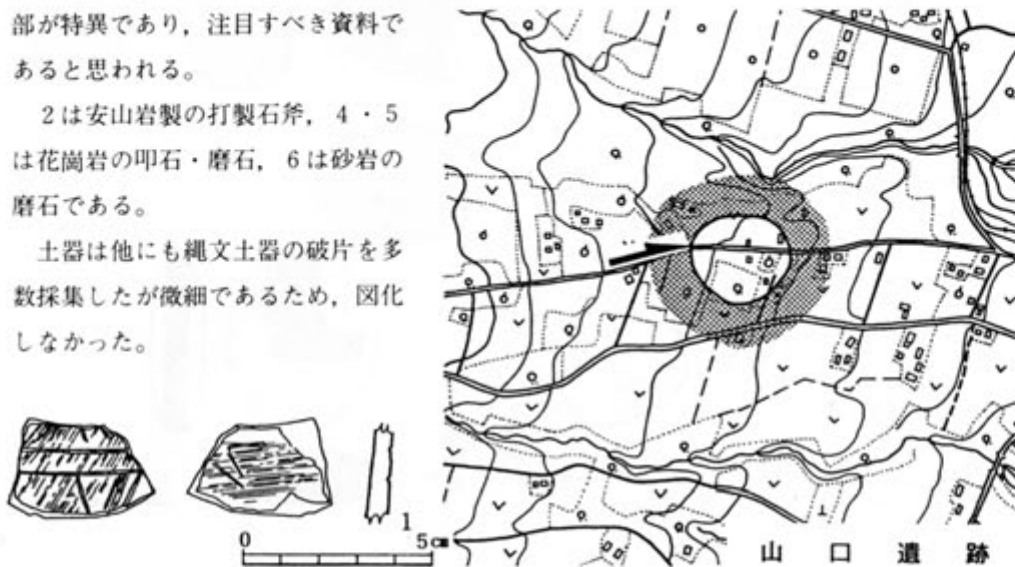 部が特異であり，注目すべき資料で
あると思われる。
　2は安山岩製の打製石斧，4・5
は花崗岩の叩石・磨石，6は砂岩の
磨石である。
　土器は他にも縄文土器の破片を多
数採集したが微細であるため，図化
しなかった。
1
0 5cm
山口遺跡